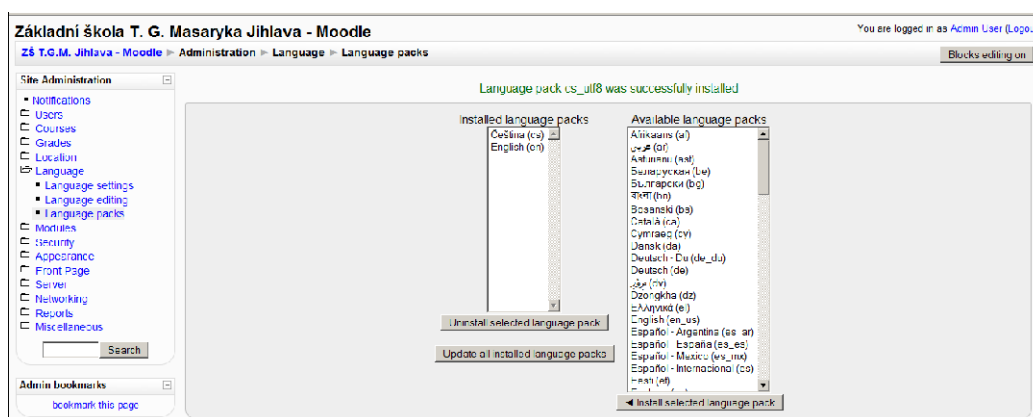 Základní škola T. G. Masaryka Jihlava - Moodle
You are logged in as Admin User (Logou
ZŠ T.G.M. Jihlava - Moodle ► Administration ► Language ► Language packs
Blocks editing on
Site Administration
Notifications
Users
Courses
Grades
Location
Language
Language settings
Language editing
Language packs
Modules
Security
Appearance
Front Page
Server
Networking
Reports
Miscellaneous
Search
Admin bookmarks
bookmark this page
Language pack cs_utf8 was successfully installed
Installed language packs
Čeština (cs)
English (en)
Uninstall selected language pack
Update all installed language packs
Available language packs
Afrikaans (af)
عربي (ar)
Asturianu (ast)
Беларуская (be)
Български (bg)
বাংলা (bn)
Bosanski (bs)
Català (ca)
Cymraeg (cy)
Dansk (da)
Deutsch - Du (de_du)
Deutsch (de)
(dv)
Dzongkha (dz)
Ελληνικά (el)
English (en_us)
Español - Argentina (es_ar)
Español - España (es_es)
Español - Mexico (es_mx)
Español - Internacional (es)
Eesti (et)
◄ Install selected language pack